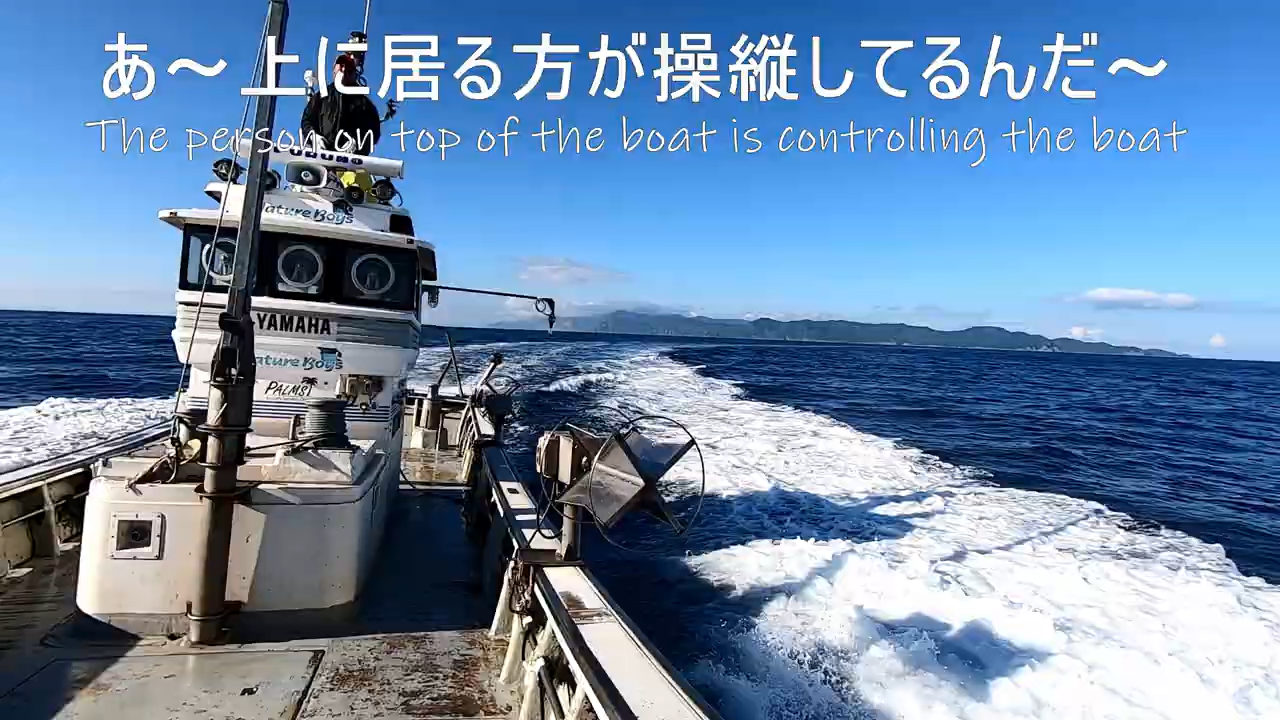 あ〜 上に居る方が操縦してるんだ〜
The person on top of the boat is controlling the boat
Nature Boys
YAMAHA
Nature Boys
PALMS